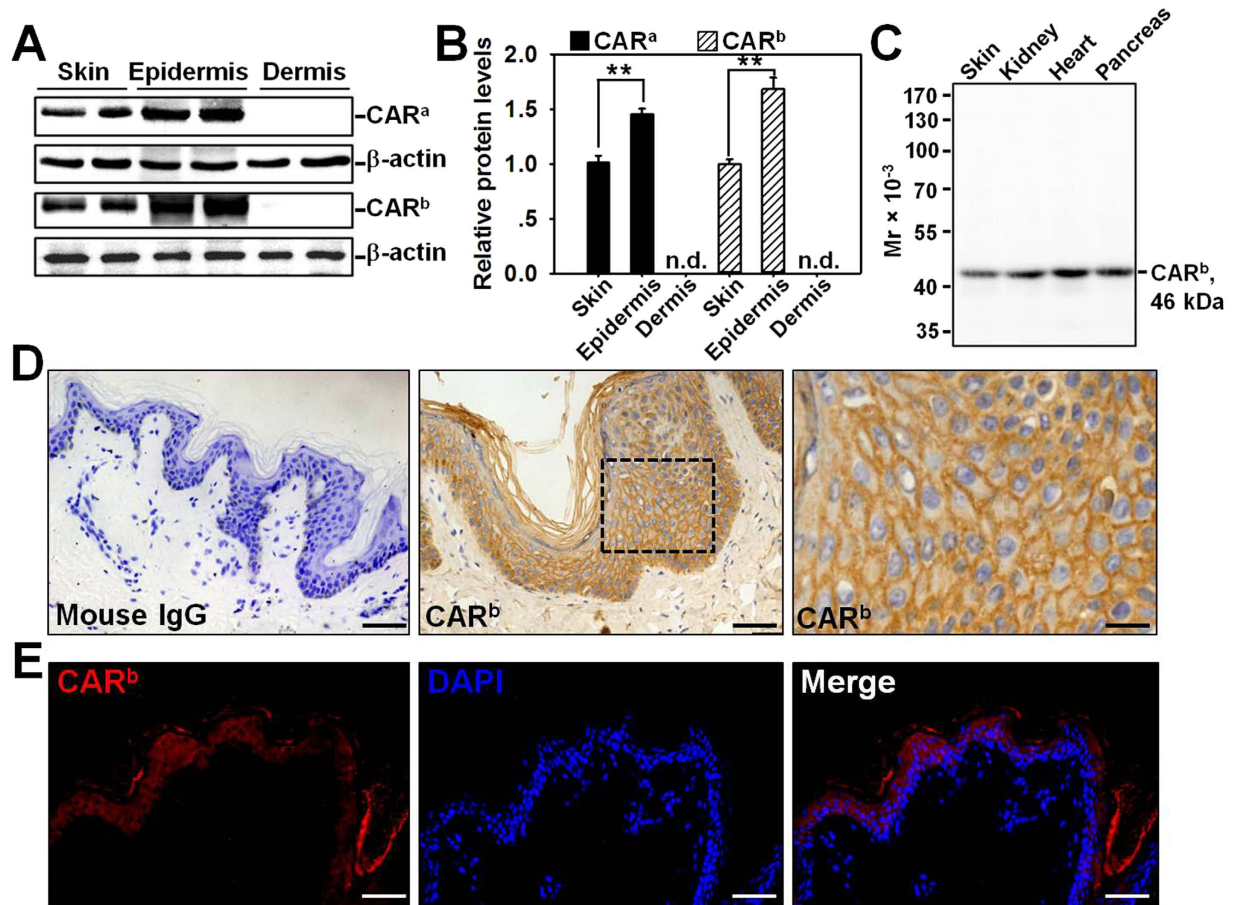 A
Skin Epidermis Dermis
CARᵃ
β-actin
CARᵇ
β-actin
B
CARᵃ CARᵇ
Relative protein levels
2.0
1.5
1.0
.5
0.0
**
**
n.d.
n.d.
Skin
Epidermis
Dermis
Skin
Epidermis
Dermis
C
Skin
Kidney
Heart
Pancreas
Mr × 10⁻³
170
130
100
70
55
40
35
CARᵇ,
46 kDa
D
Mouse IgG
CARᵇ
CARᵇ
E
CARᵇ
DAPI
Merge